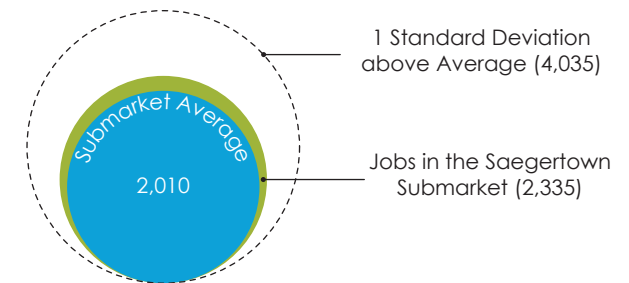 1 Standard Deviation
above Average (4,035)
Submarket Average
2,010
Jobs in the Saegertown
Submarket (2,335)